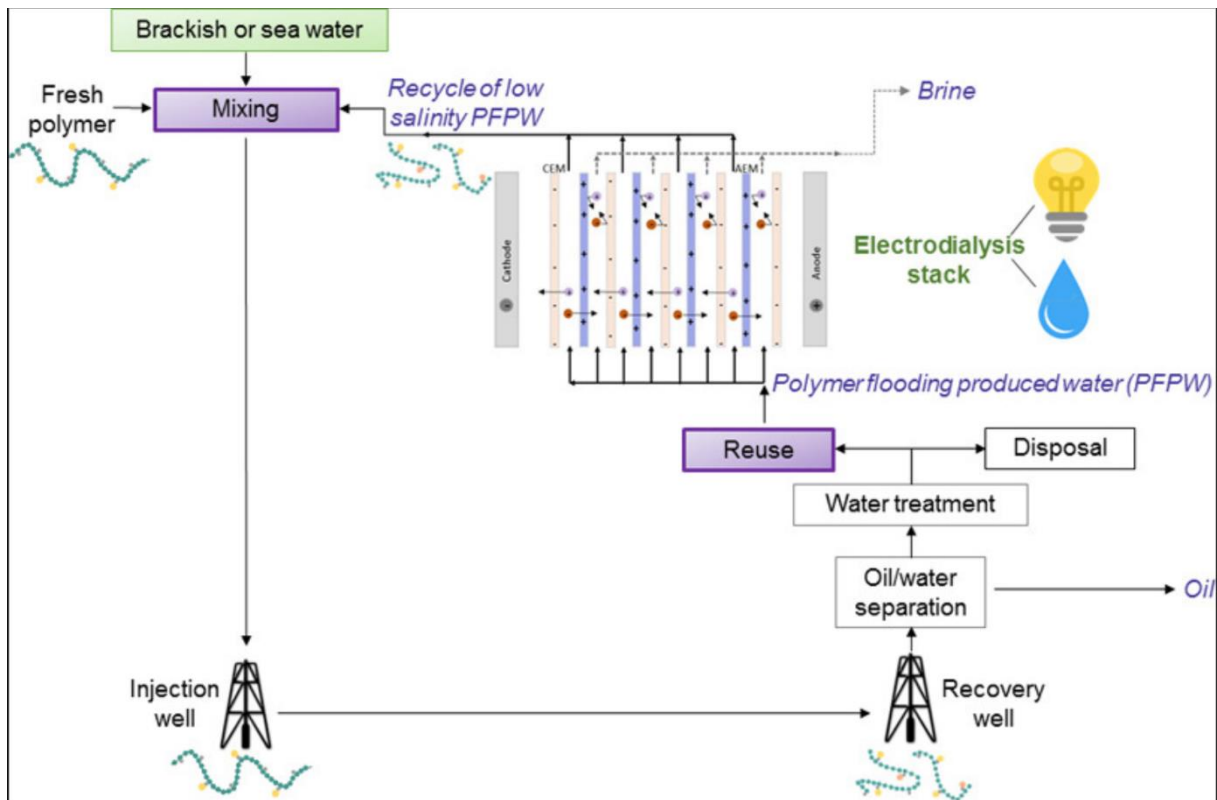 Brackish or sea water
Fresh
polymer
Mixing
Recycle of low
salinity PFPW
Brine
CEM
AEM
Cathode
Anode
Electrodialysis
stack
Polymer flooding produced water (PFPW)
Reuse
Disposal
Water treatment
Oil/water
separation
Oil
Injection
well
Recovery
well